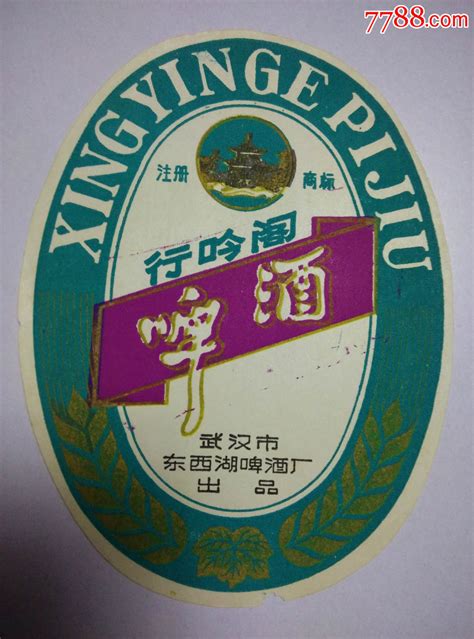 7788.com
XINGYINGE PIJIU
注册 商标
行吟阁
啤酒
武汉市
东西湖啤酒厂
出品